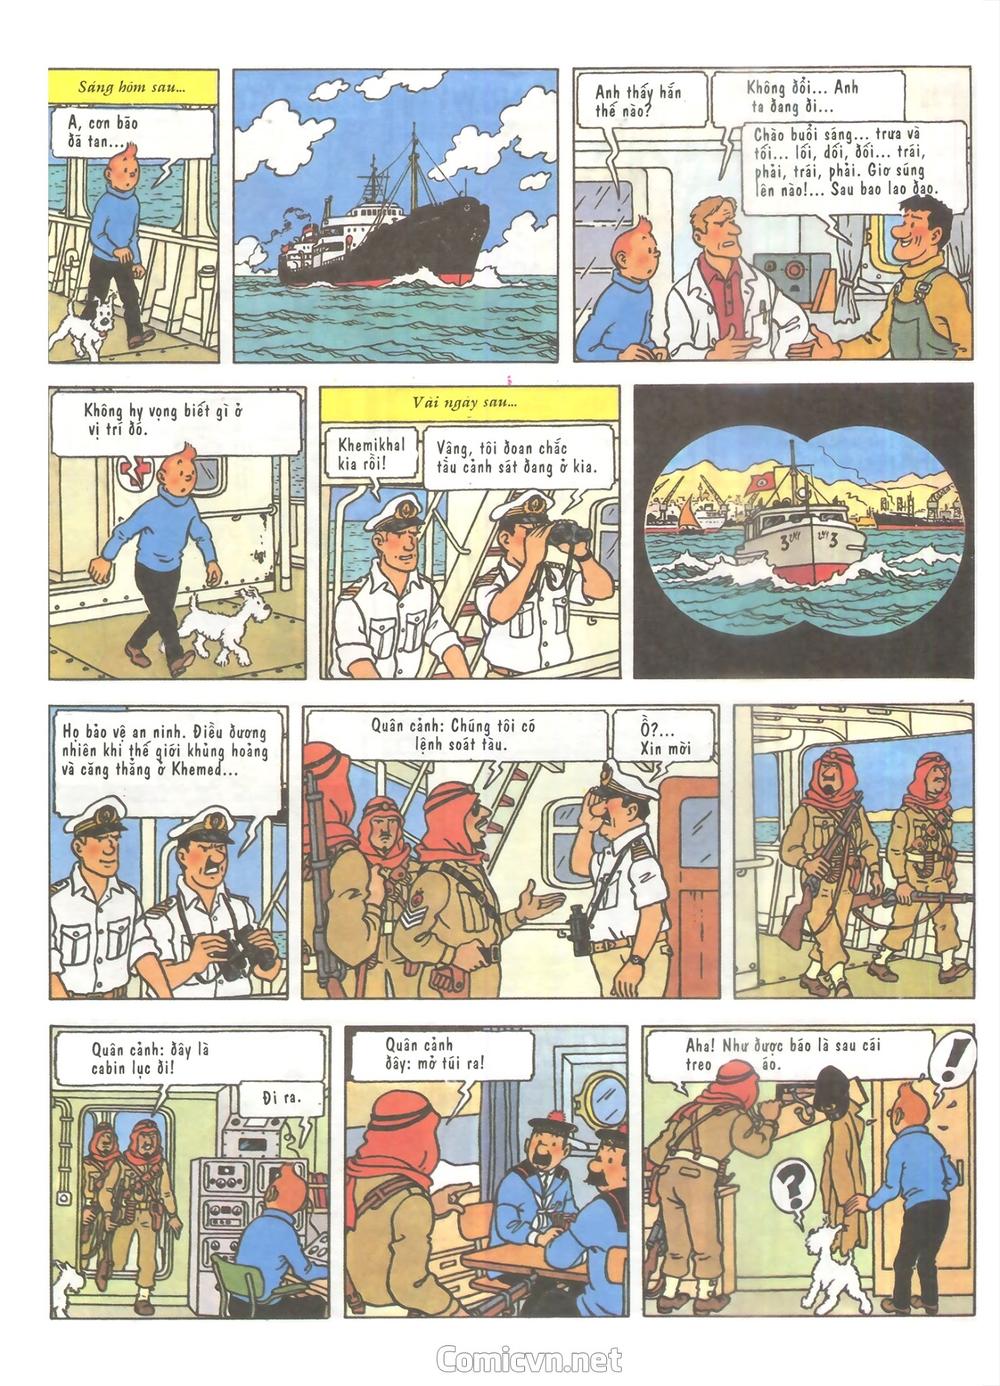 Sáng hôm sau...
A, cơn bão
đã tan...
Anh thấy hắn
thế nào?
Không đổi... Anh
ta đang đi...
Chào buổi sáng... trưa và
tối... lối, dối, đối... trái,
phải, trái, phải. Giơ súng
lên nào!... Sau bao lao đao.
Không hy vọng biết gì ở
vị trí đó.
Vài ngày sau...
Khemikhal
kia rồi!
Vâng, tôi đoan chắc
tàu cảnh sát đang ở kia.
3
3
Họ bảo vệ an ninh. Điều đương
nhiên khi thế giới khủng hoảng
và căng thẳng ở Khemed...
Quân cảnh: Chúng tôi có
lệnh soát tàu.
Ồ?...
Xin mời
Quân cảnh: đây là
cabin lục đi!
Đi ra.
Quân cảnh
đây: mở túi ra!
Aha! Như được báo là sau cái
treo áo.
!
?
Comicvn.net